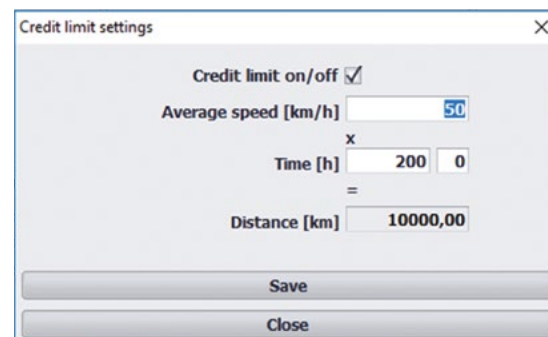 Credit limit settings
Credit limit on/off
Average speed [km/h] 50
x
Time [h] 200 0
=
Distance [km] 10000,00
Save
Close